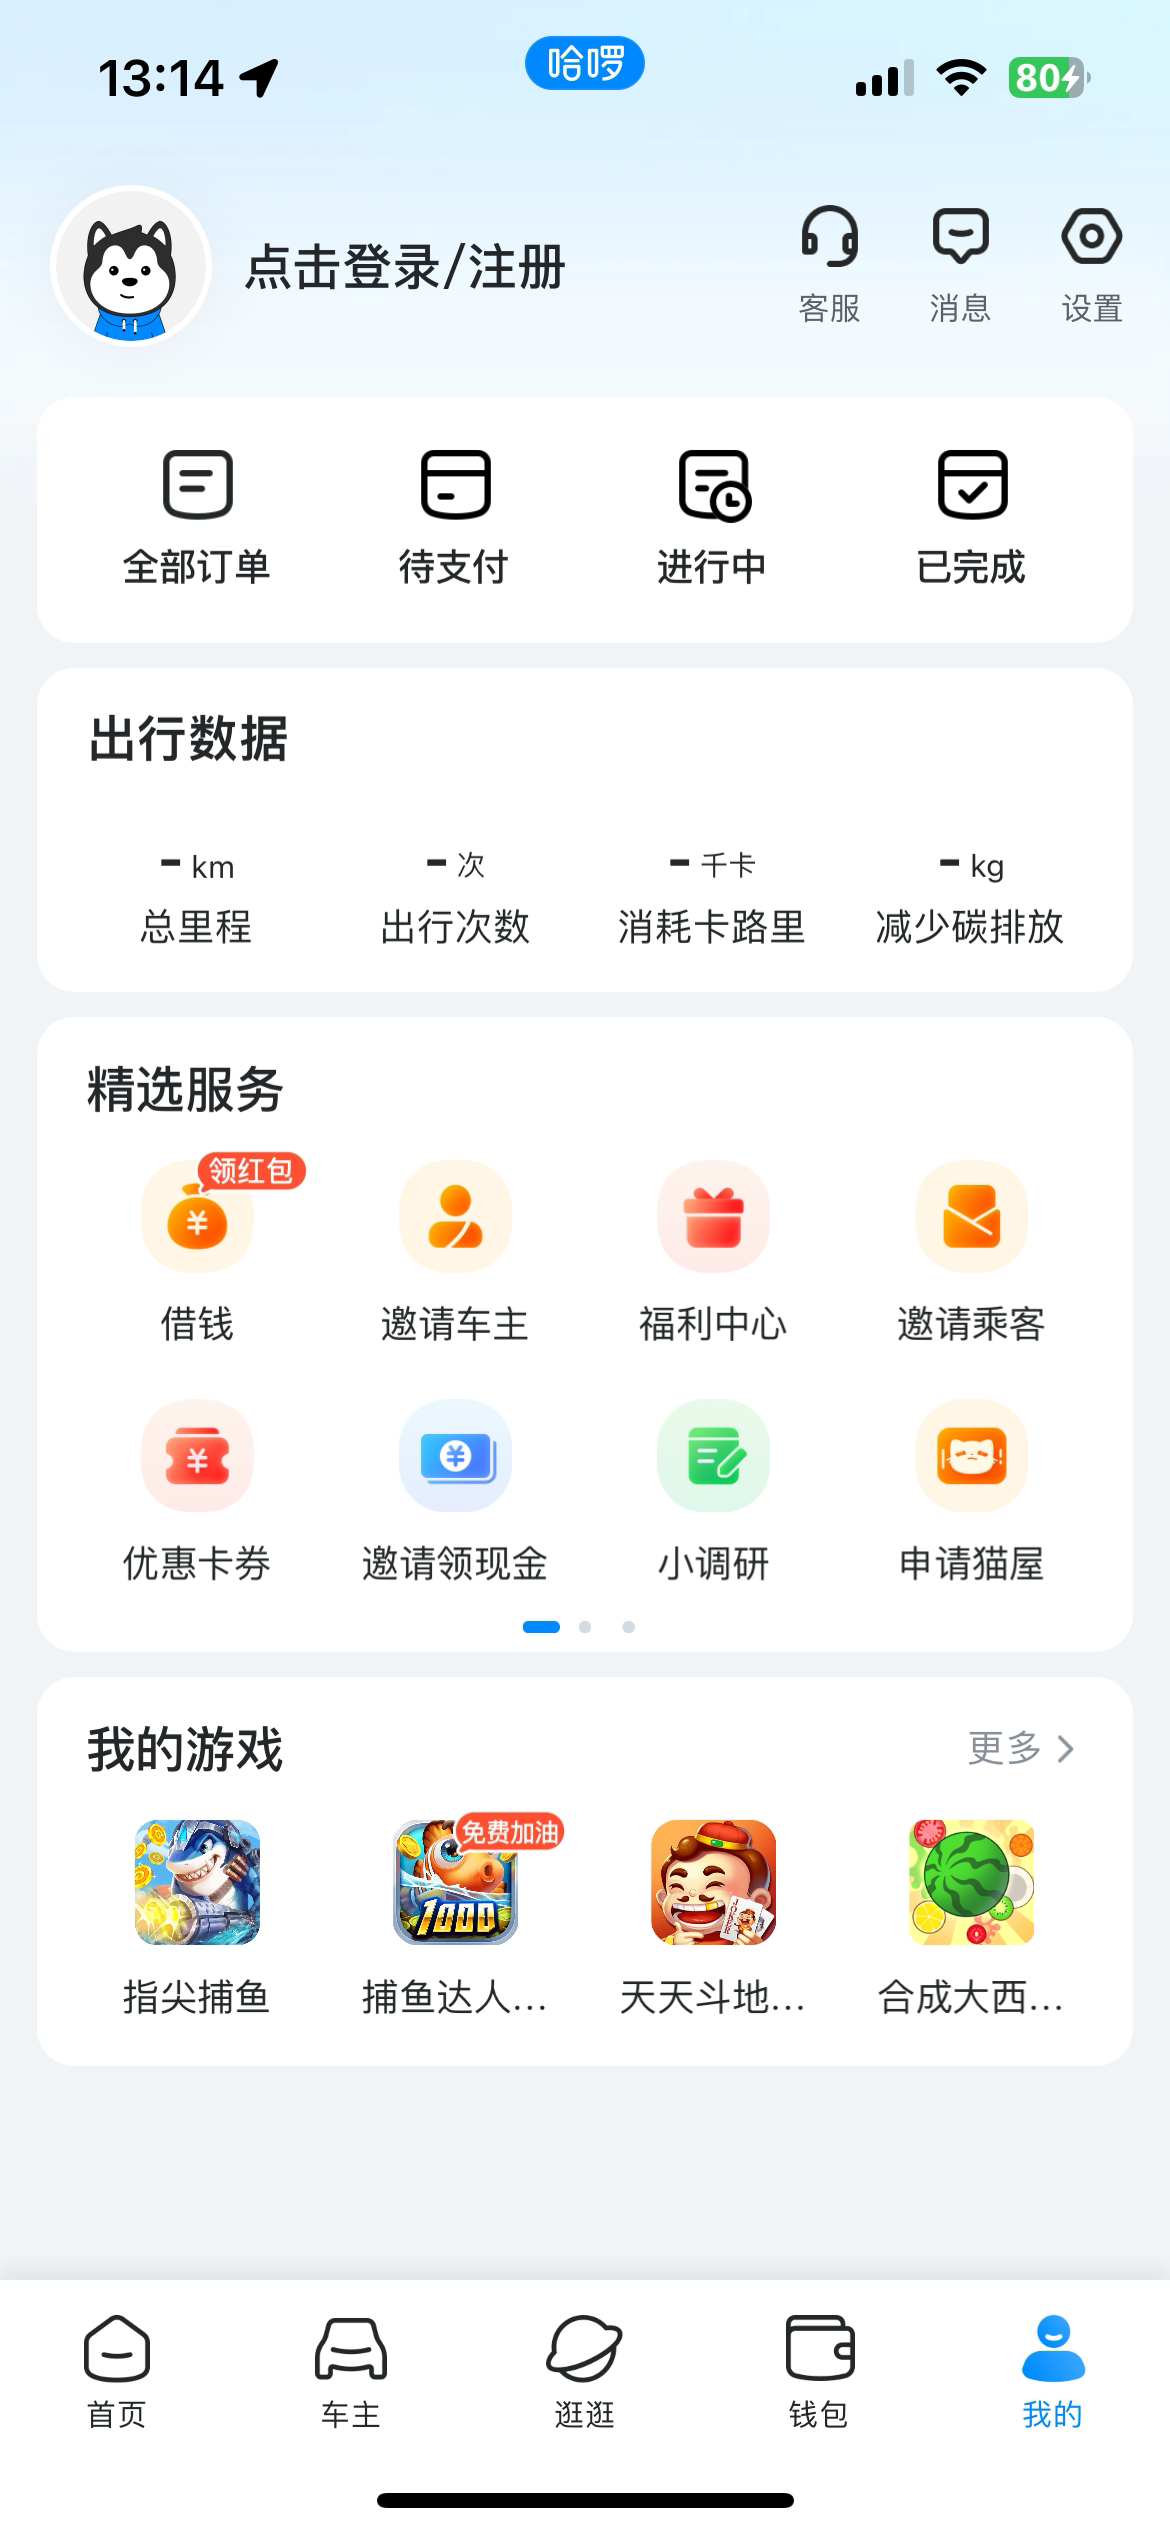 13:14
哈啰
80
点击登录/注册
客服 消息 设置
全部订单 待支付 进行中 已完成
出行数据
- km - 次 - 千卡 - kg
总里程 出行次数 消耗卡路里 减少碳排放
精选服务
领红包
借钱 邀请车主 福利中心 邀请乘客
优惠卡券 邀请领现金 小调研 申请猫屋
我的游戏 更多
免费加油
1000
指尖捕鱼 捕鱼达人... 天天斗地... 合成大西...
首页 车主 逛逛 钱包 我的